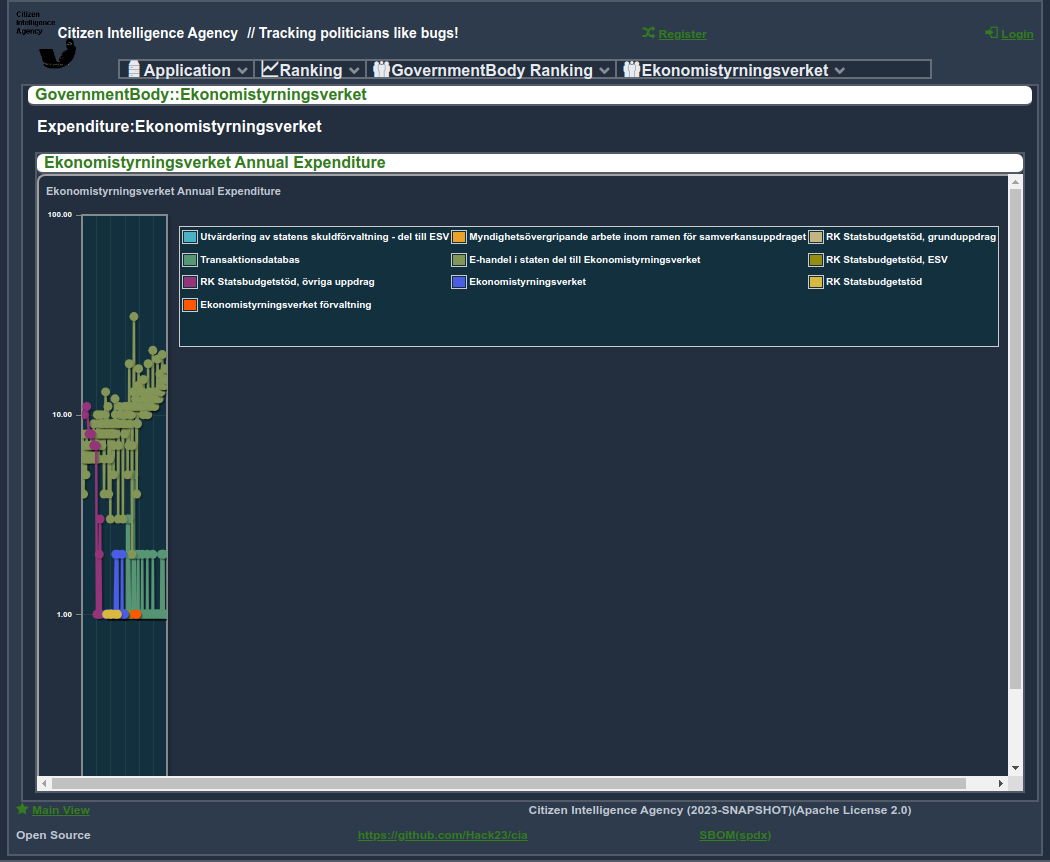 Citizen
Intelligence
Agency
Citizen Intelligence Agency // Tracking politicians like bugs!
Register
Login
Application
Ranking
GovernmentBody Ranking
Ekonomistyrningsverket
GovernmentBody::Ekonomistyrningsverket
Expenditure:Ekonomistyrningsverket
Ekonomistyrningsverket Annual Expenditure
Ekonomistyrningsverket Annual Expenditure
100.00
10.00
1.00
Utvärdering av statens skuldförvaltning - del till ESV
Myndighetsövergripande arbete inom ramen för samverkansuppdraget
RK Statsbudgetstöd, grunduppdrag
Transaktionsdatabas
E-handel i staten del till Ekonomistyrningsverket
RK Statsbudgetstöd, ESV
RK Statsbudgetstöd, övriga uppdrag
Ekonomistyrningsverket
RK Statsbudgetstöd
Ekonomistyrningsverket förvaltning
Main View
Citizen Intelligence Agency (2023-SNAPSHOT)(Apache License 2.0)
Open Source
https://github.com/Hack23/cia
SBOM(spdx)